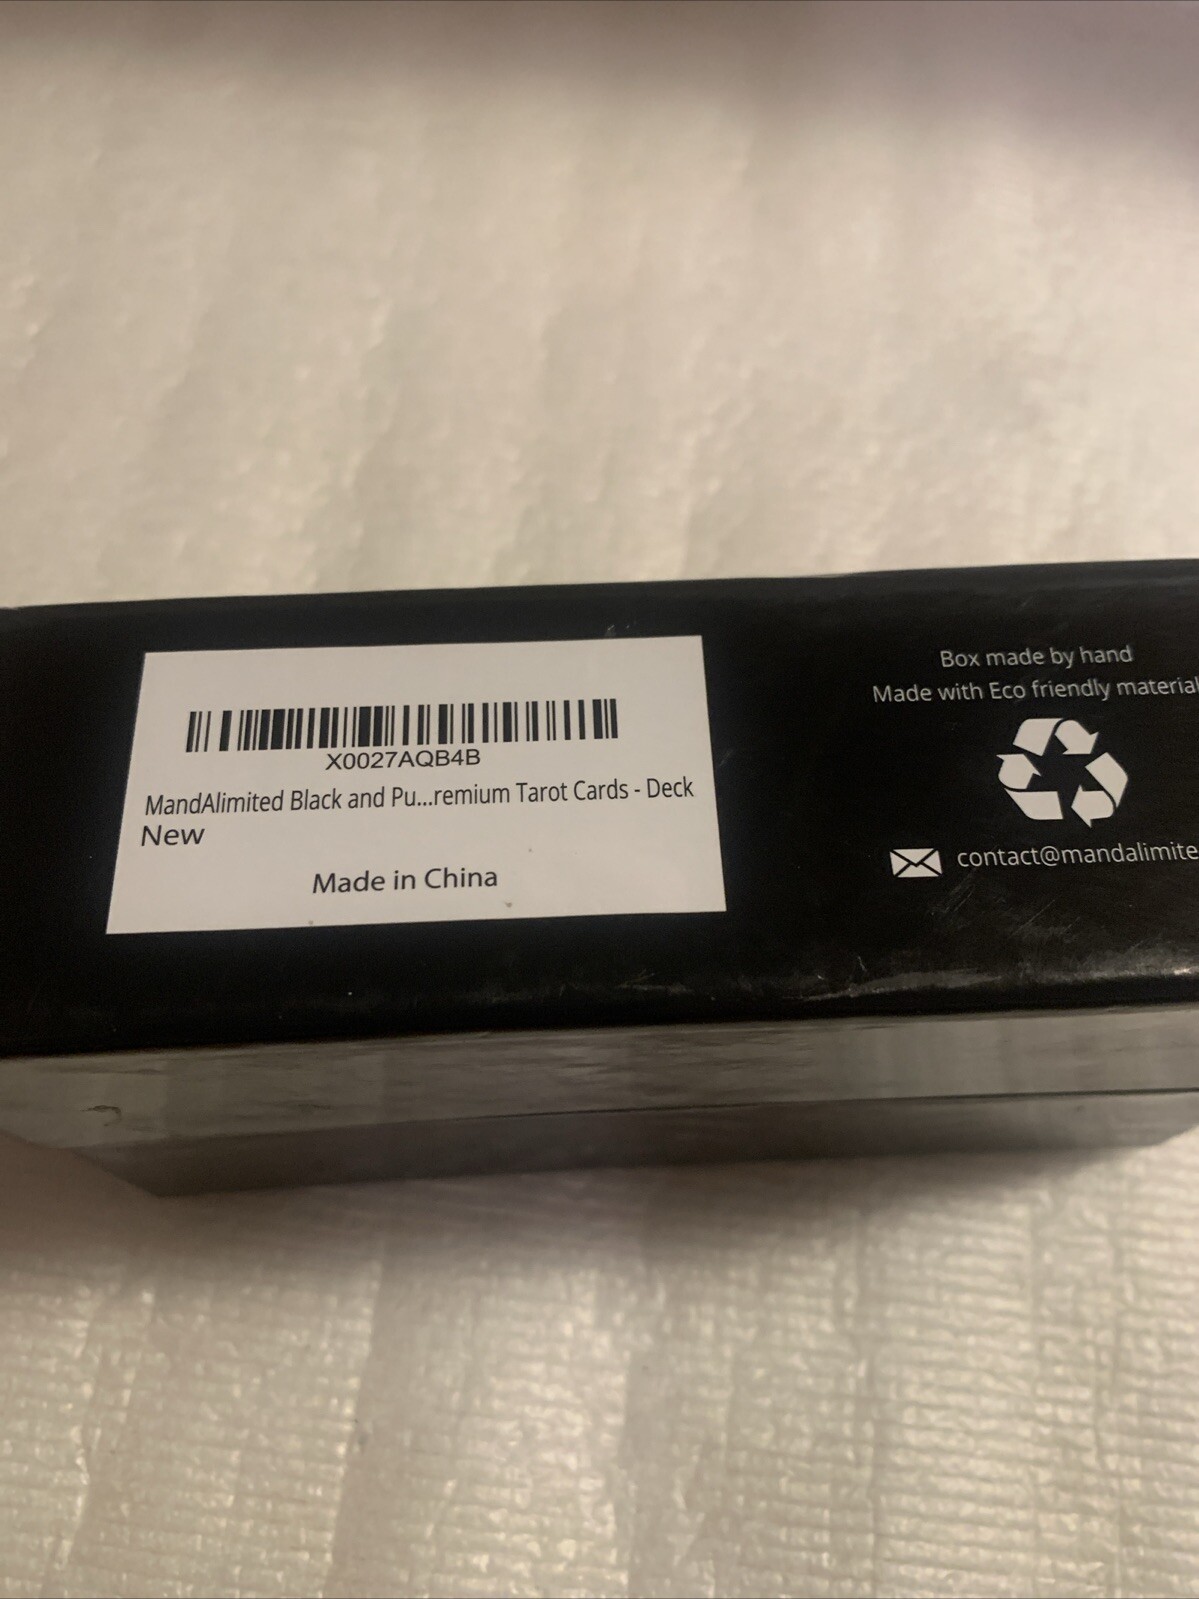 X0027AQB4B
MandAlimited Black and Pu...remium Tarot Cards - Deck
New
Made in China
Box made by hand
Made with Eco friendly material
contact@mandalimite